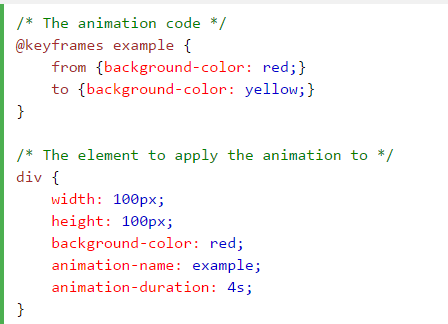 /* The animation code */
@keyframes example {
    from {background-color: red;}
    to {background-color: yellow;}
}

/* The element to apply the animation to */
div {
    width: 100px;
    height: 100px;
    background-color: red;
    animation-name: example;
    animation-duration: 4s;
}